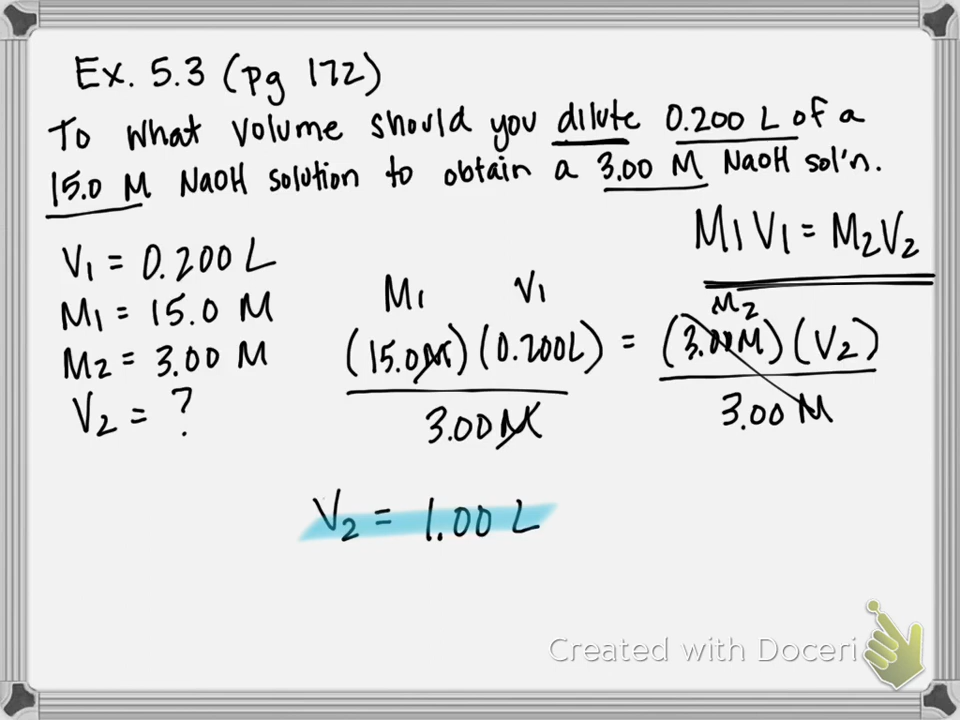 Ex. 5.3 (pg 172)
To what volume should you dilute 0.200 L of a
15.0 M NaOH solution to obtain a 3.00 M NaOH sol'n.
M1V1 = M2V2
V1 = 0.200 L
M1 = 15.0 M
M2 = 3.00 M
V2 = ?
M1 V1 M2
(15.0M)(0.200L) = (3.00M)(V2)
3.00M 3.00 M
V2 = 1.00 L
Created with Doceri